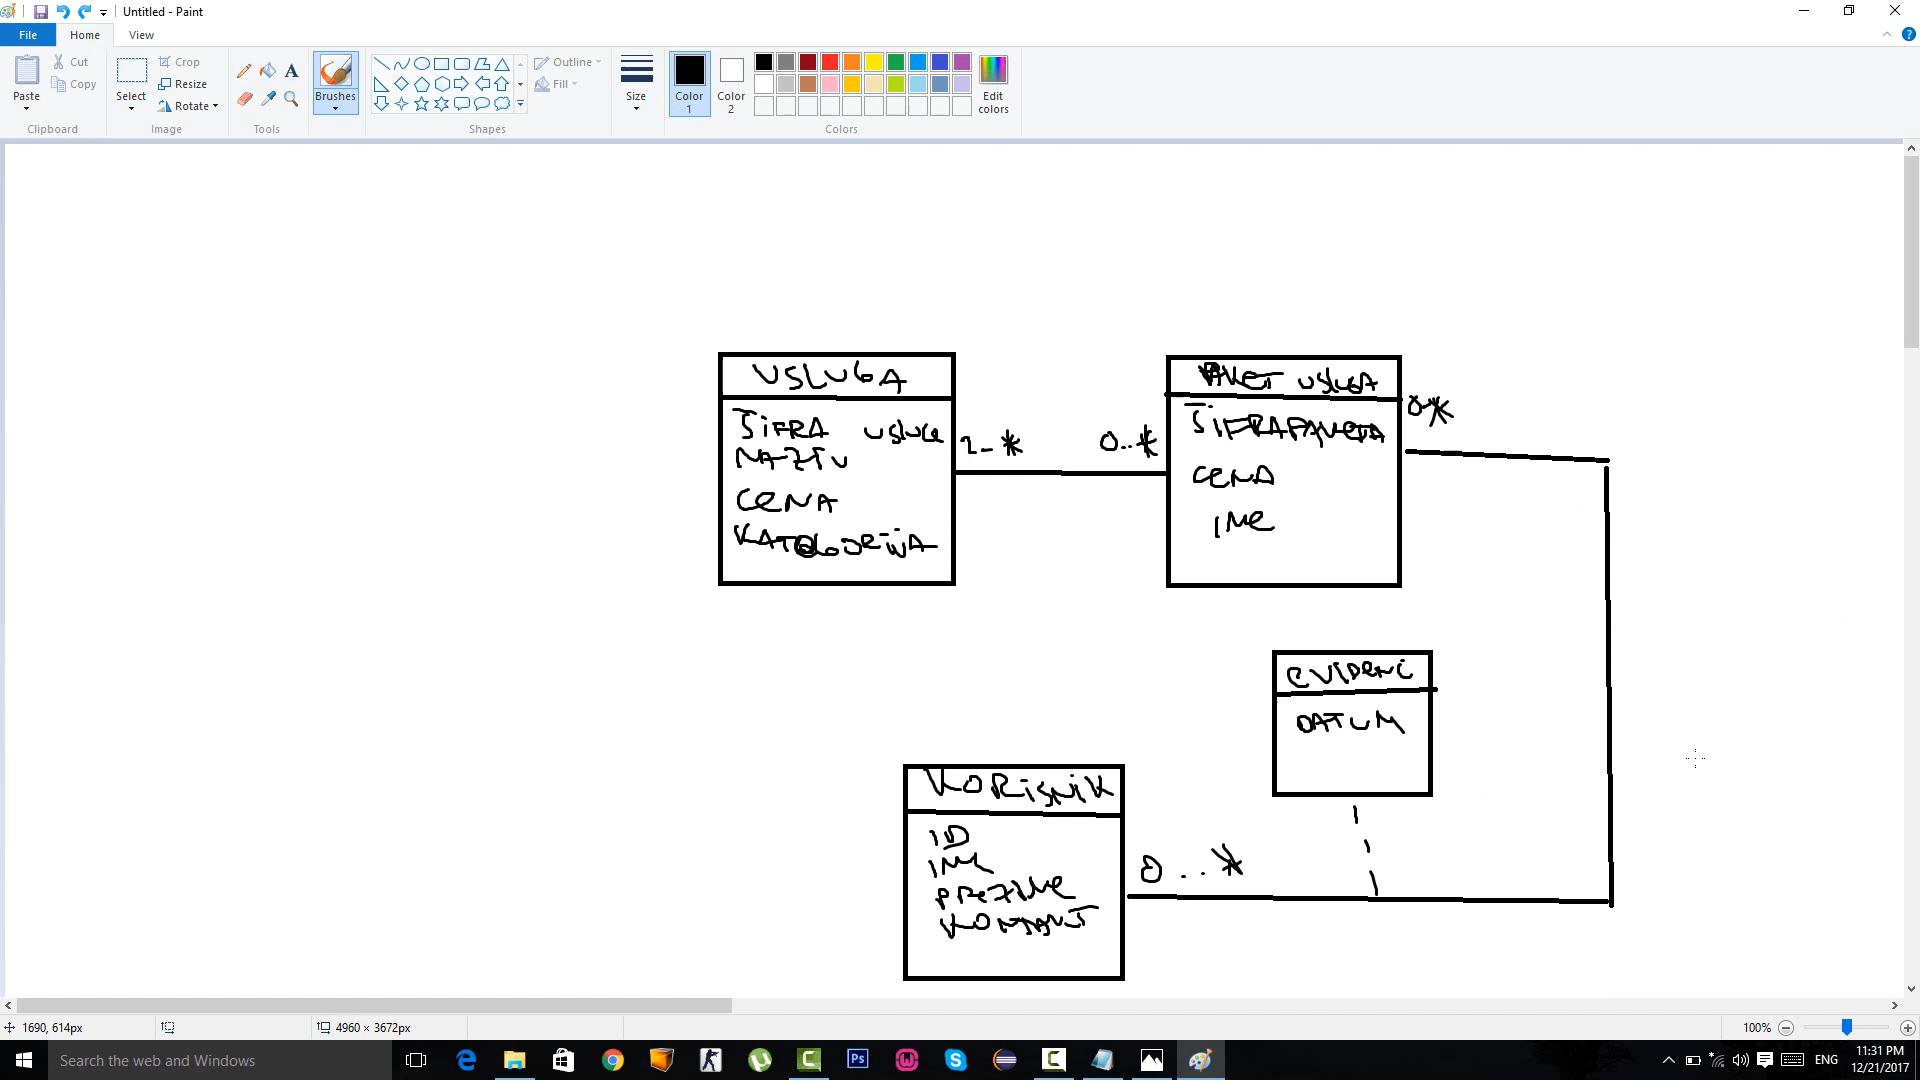 Untitled - Paint
File
Home
View
Paste
Cut
Copy
Clipboard
Select
Crop
Resize
Rotate
Image
Tools
Brushes
Shapes
Outline
Fill
Size
Color 1
Color 2
Edit colors
Colors
USLUGA
ŠIFRA USLUGE
NAZIV
CENA
KATEGORIJA
2..*
0..*
PAKET USLUGA
ŠIFRAPAKETA
CENA
IME
0..*
EVIDENC
DATUM
KORISNIK
ID
IME
PREZIME
KONTAKT
0..*
1690, 614px
4960 × 3672px
100%
Search the web and Windows
ENG
11:31 PM
12/21/2017